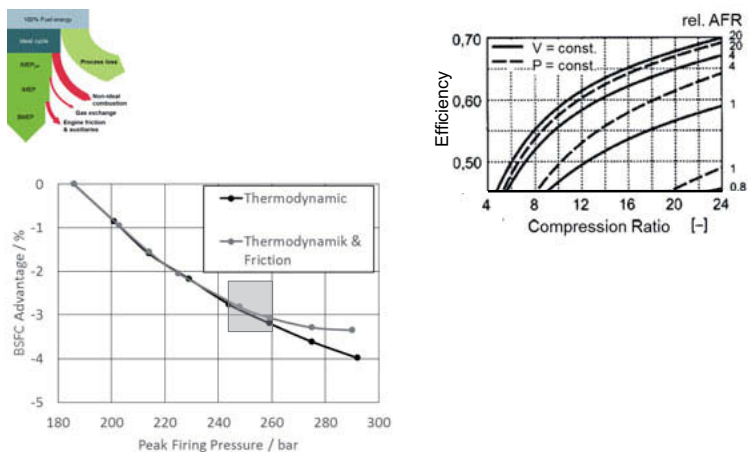 100% Fuel energy
Ideal cycle
Process loss
IMEP
IMEP
BMEP
Non-ideal
combustion
Gas exchange
Engine friction
& auxiliaries
rel. AFR
0,70
0,60
0,50
Efficiency
V = const.
P = const.
20
20
4
4
1
1
0.8
4 8 12 16 20 24
Compression Ratio [-]
0
-1
-2
-3
-4
-5
BSFC Advantage / %
Thermodynamic
Thermodynamik &
Friction
180 200 220 240 260 280 300
Peak Firing Pressure / bar